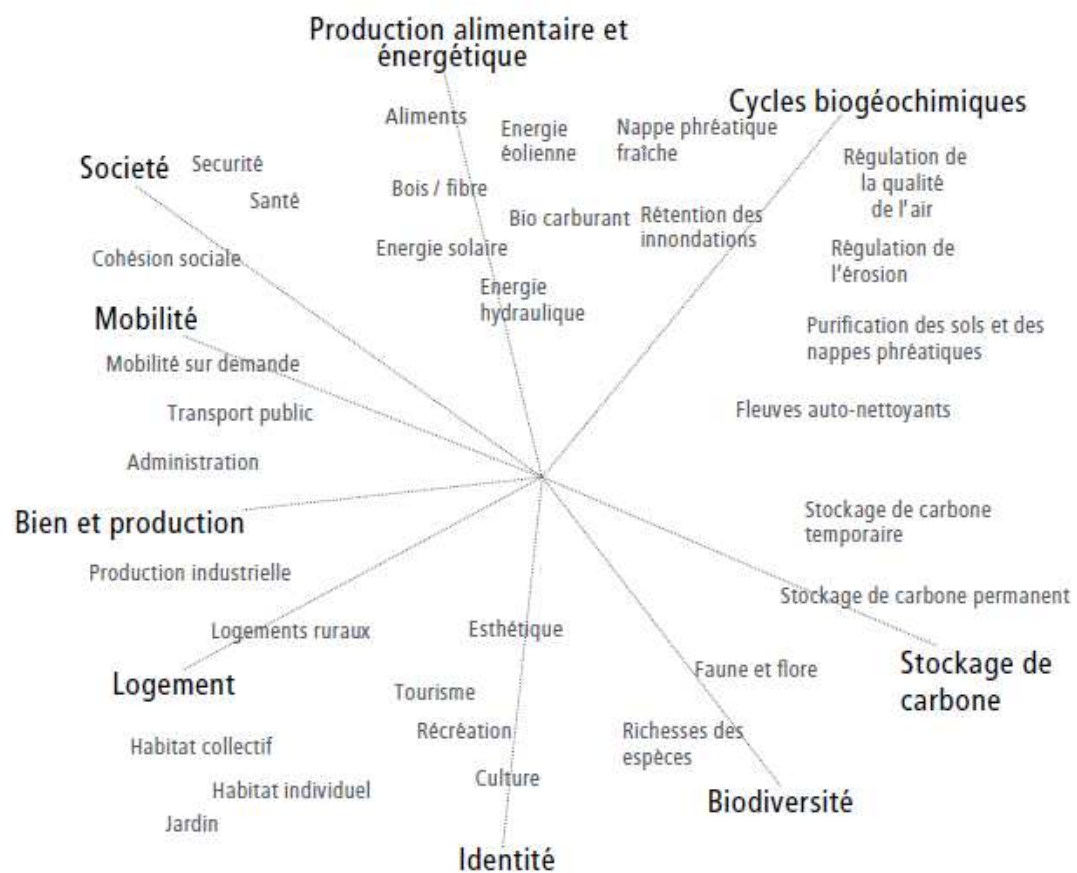 Production alimentaire et
énergétique
Aliments
Energie
éolienne
Bois / fibre
Bio carburant
Energie solaire
Energie
hydraulique
Cycles biogéochimiques
Nappe phréatique
fraîche
Régulation de
la qualité
de l'air
Rétention des
innondations
Régulation de
l'érosion
Purification des sols et des
nappes phréatiques
Fleuves auto-nettoyants
Stockage de carbone
temporaire
Stockage de carbone permanent
Stockage de
carbone
Faune et flore
Richesses des
espèces
Biodiversité
Esthétique
Tourisme
Récréation
Culture
Identité
Logements ruraux
Logement
Habitat collectif
Habitat individuel
Jardin
Bien et production
Production industrielle
Administration
Mobilité
Mobilité sur demande
Transport public
Societé
Securité
Santé
Cohésion sociale